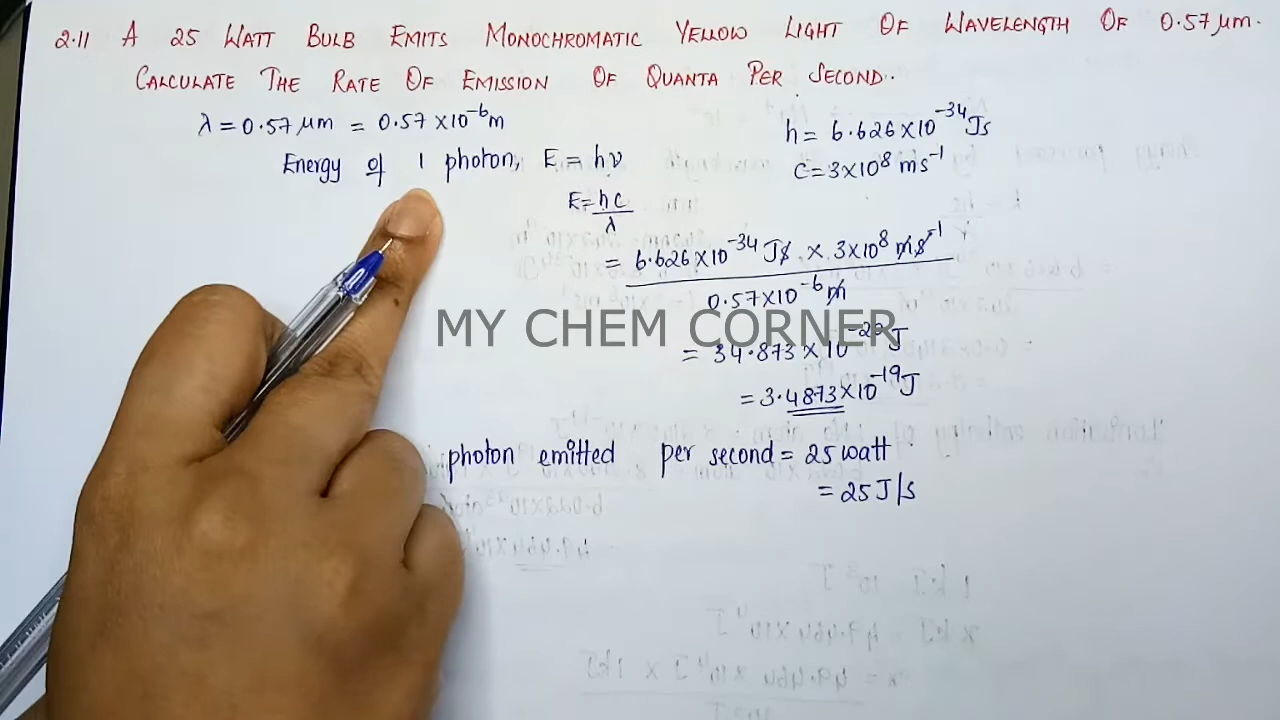 2.11 A 25 WATT BULB EMITS MONOCHROMATIC YELLOW LIGHT OF WAVELENGTH OF 0.57 μm.
CALCULATE THE RATE OF EMISSION OF QUANTA PER SECOND.
λ = 0.57 μm = 0.57 × 10⁻⁶ m
h = 6.626 × 10⁻³⁴ Js
Energy of 1 photon, E = hν
C = 3 × 10⁸ ms⁻¹
E = hc / λ
= 6.626 × 10⁻³⁴ Js × 3 × 10⁸ ms⁻¹
0.57 × 10⁻⁶ m
MY CHEM CORNER
= 34.873 × 10⁻²⁰ J
= 3.4873 × 10⁻¹⁹ J
photon emitted per second = 25 watt
= 25 J/s